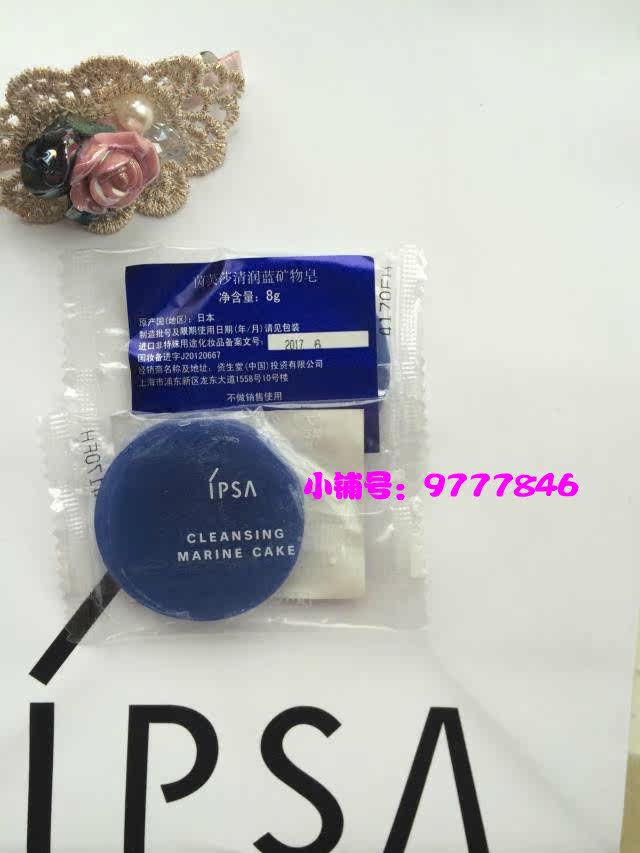 茵芙莎清润蓝矿物皂
净含量：8g
原产国(地区)：日本
制造批号及限期使用日期(年/月)请见包装
进口非特殊用途化妆品备案文号：
2017 6
国妆备进字J20120667
经销商名称及地址：资生堂(中国)投资有限公司
上海市浦东新区龙东大道1558号10号楼
不做销售使用
0170FH
0170FH
IPSA
CLEANSING
MARINE CAKE
小铺号：9777846
IPSA